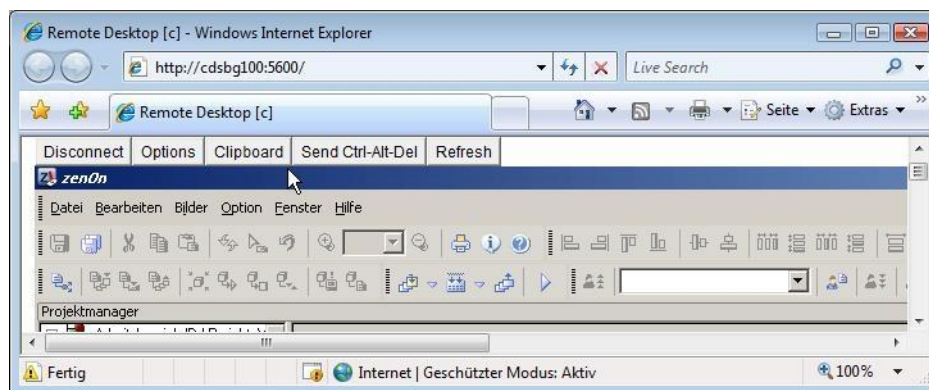 Remote Desktop [c] - Windows Internet Explorer
http://cdsbg100:5600/ Live Search
Remote Desktop [c] Seite Extras
Disconnect Options Clipboard Send Ctrl-Alt-Del Refresh
zenOn
Datei Bearbeiten Bilder Option Fenster Hilfe
Projektmanager
Fertig Internet | Geschützter Modus: Aktiv 100%